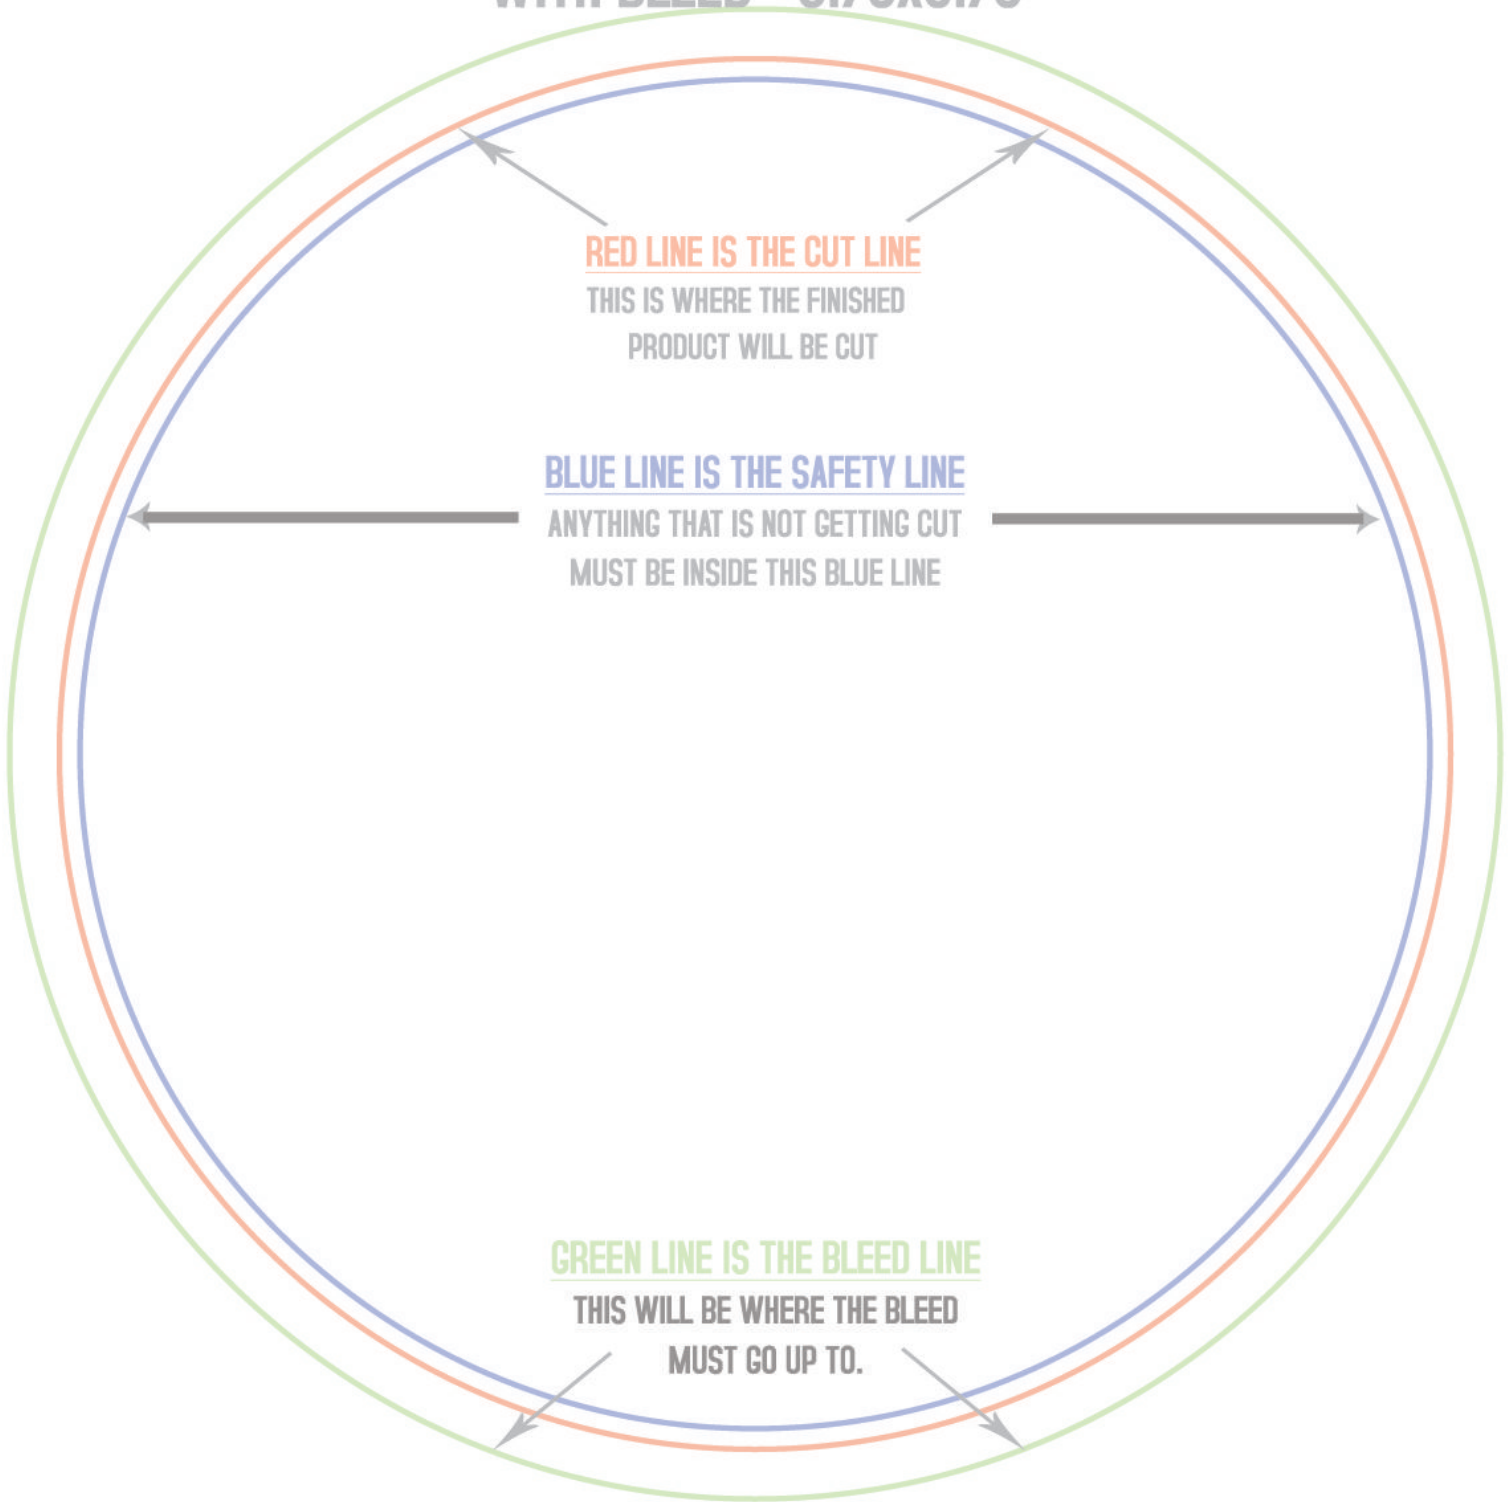 RED LINE IS THE CUT LINE
THIS IS WHERE THE FINISHED
PRODUCT WILL BE CUT
BLUE LINE IS THE SAFETY LINE
ANYTHING THAT IS NOT GETTING CUT
MUST BE INSIDE THIS BLUE LINE
GREEN LINE IS THE BLEED LINE
THIS WILL BE WHERE THE BLEED
MUST GO UP TO.